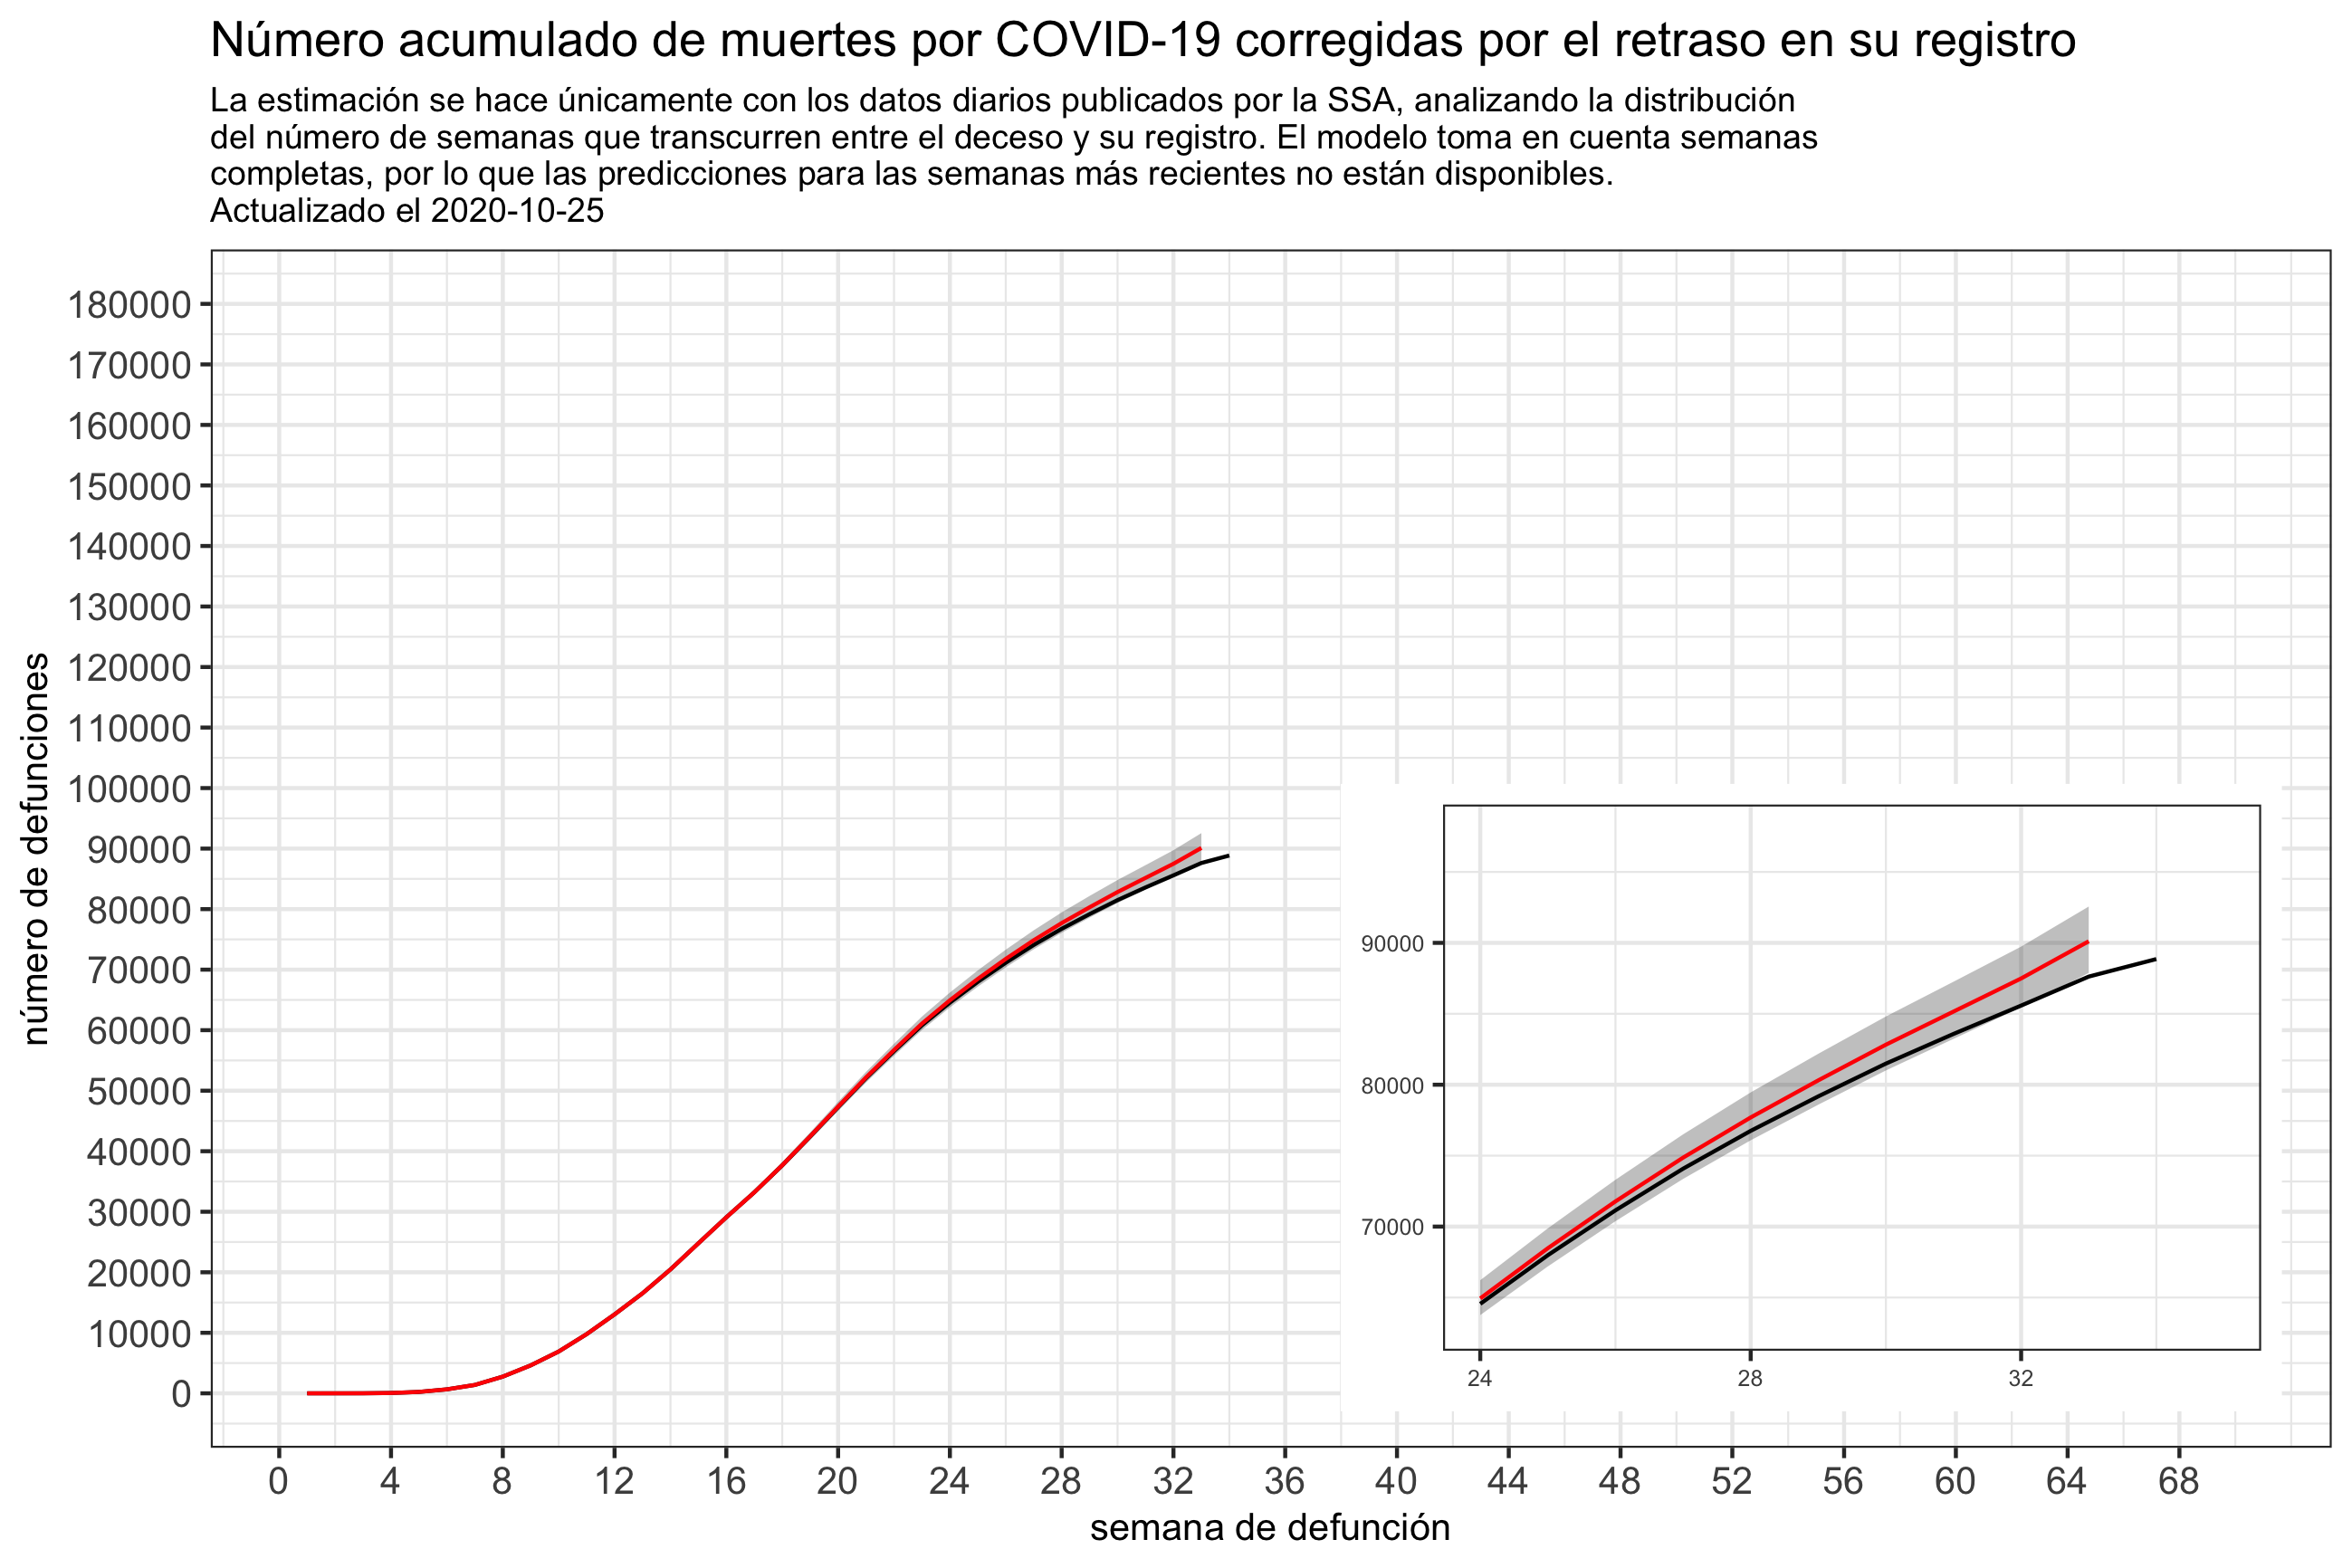 Número acumulado de muertes por COVID-19 corregidas por el retraso en su registro
La estimación se hace únicamente con los datos diarios publicados por la SSA, analizando la distribución
del número de semanas que transcurren entre el deceso y su registro. El modelo toma en cuenta semanas
completas, por lo que las predicciones para las semanas más recientes no están disponibles.
Actualizado el 2020-10-25
número de defunciones
180000
170000
160000
150000
140000
130000
120000
110000
100000
90000
80000
70000
60000
50000
40000
30000
20000
10000
0
90000
80000
70000
24 28 32
0 4 8 12 16 20 24 28 32 36 40 44 48 52 56 60 64 68
semana de defunción